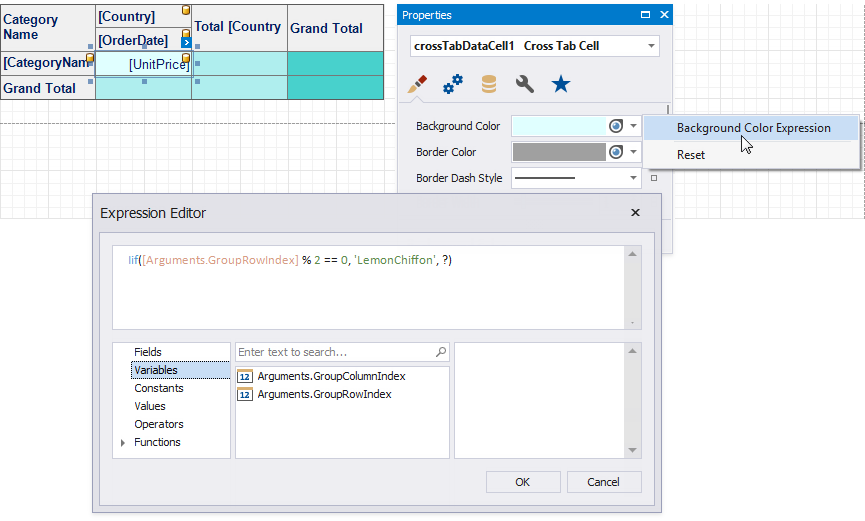 Category
Name
[Country]
[OrderDate]
Total [Country
Grand Total
[CategoryNam
[UnitPrice]
Grand Total
Properties
crossTabDataCell1 Cross Tab Cell
Background Color
Border Color
Border Dash Style
Background Color Expression
Reset
Expression Editor
Iif([Arguments.GroupRowIndex] % 2 == 0, 'LemonChiffon', ?)
Fields
Variables
Constants
Values
Operators
Functions
Enter text to search...
12 Arguments.GroupColumnIndex
12 Arguments.GroupRowIndex
OK
Cancel